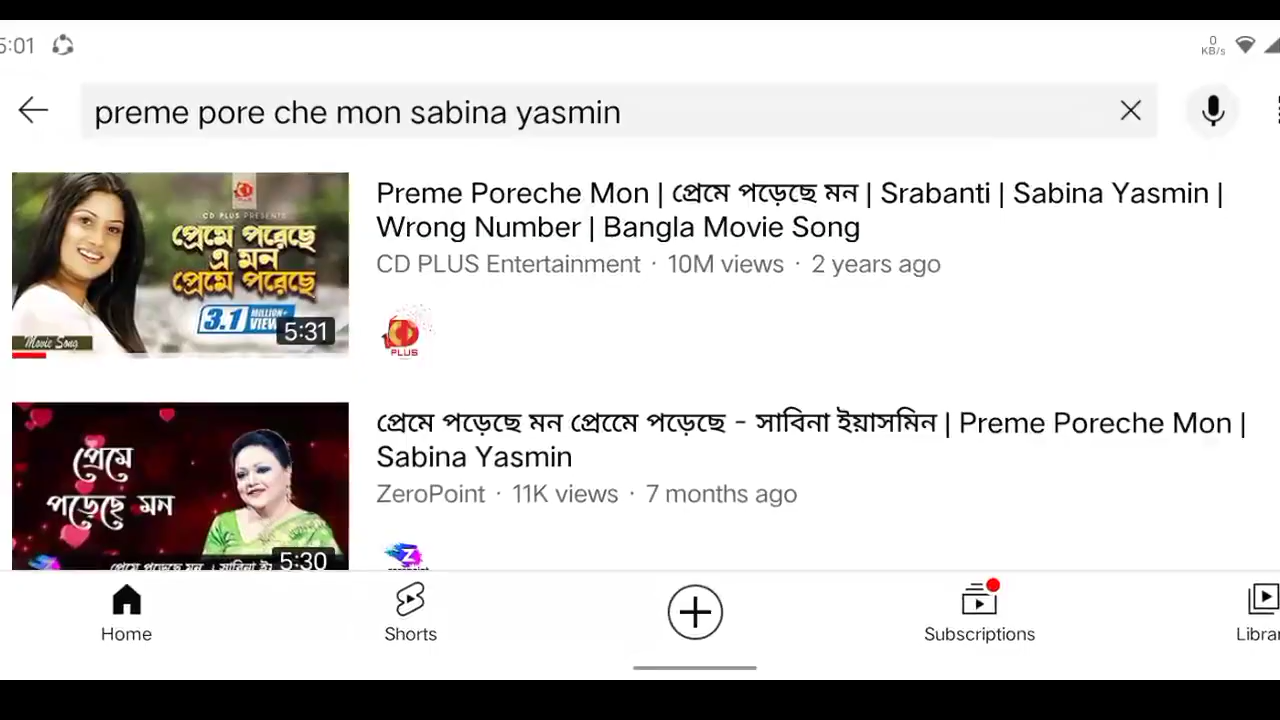 5:01
0
KB/s
preme pore che mon sabina yasmin
CD PLUS PRESENTS
প্রেমে পরেছে
এ মন
প্রেমে পরেছে
3.1 MILLION+
VIEW
5:31
Movie Song
Preme Poreche Mon | প্রেমে পড়েছে মন | Srabanti | Sabina Yasmin |
Wrong Number | Bangla Movie Song
CD PLUS Entertainment · 10M views · 2 years ago
PLUS
প্রেমে
পড়েছে মন
5:30
প্রেমে পড়েছে মন প্রেমে পড়েছে - সাবিনা ইয়াসমিন | Preme Poreche Mon |
Sabina Yasmin
ZeroPoint · 11K views · 7 months ago
Z
Home
Shorts
Subscriptions
Librar